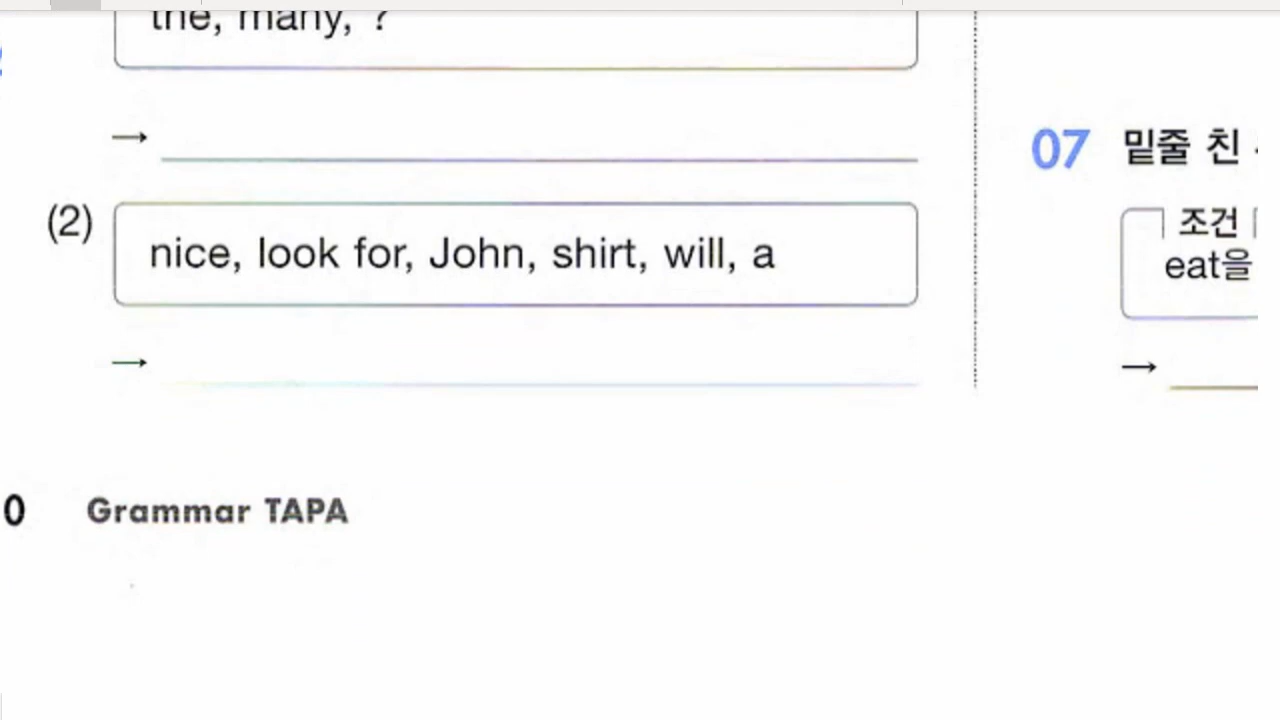 the, many, ?
→
(2)
nice, look for, John, shirt, will, a
→
07 밑줄 친
조건
eat을
→
0 Grammar TAPA